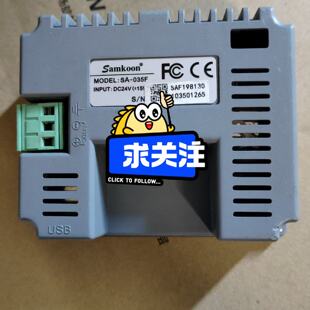 Samkoon
MODEL: SA-035F
FC CE
INPUT: DC24V
S/N
SAF198130
03501265
求关注
CLICK TO FOLLOW
USB